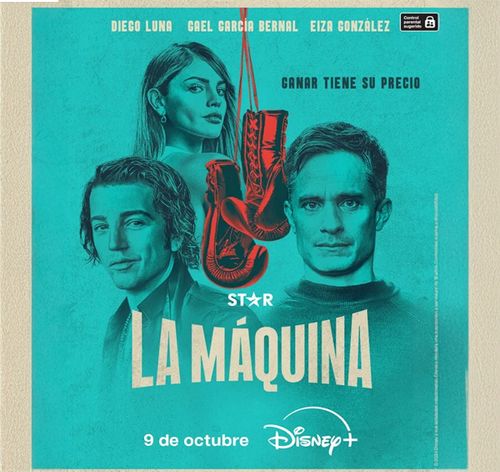 DIEGO LUNA GAEL GARCÍA BERNAL EIZA GONZÁLEZ
Control
parental
sugerido
GANAR TIENE SU PRECIO
STAR
LA MÁQUINA
9 de octubre Disney+